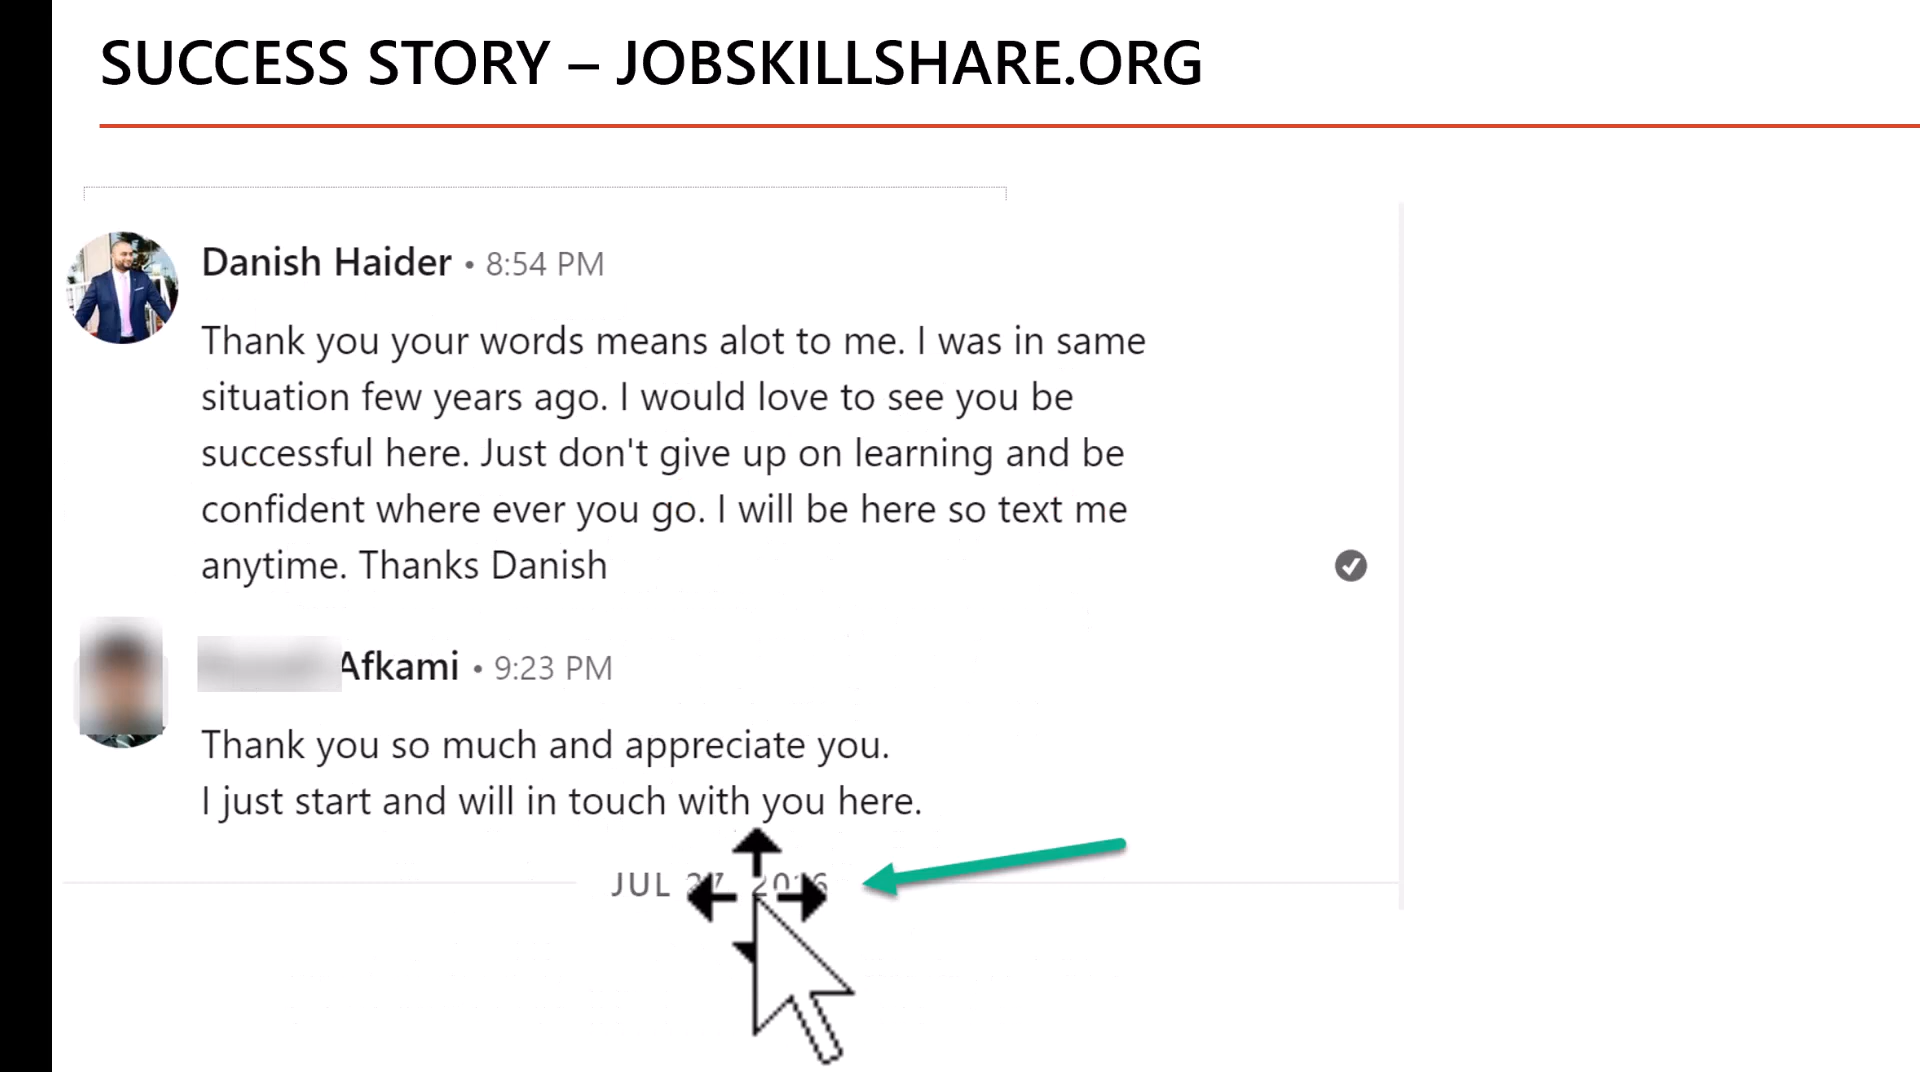 SUCCESS STORY – JOBSKILLSHARE.ORG
Danish Haider • 8:54 PM
Thank you your words means alot to me. I was in same
situation few years ago. I would love to see you be
successful here. Just don't give up on learning and be
confident where ever you go. I will be here so text me
anytime. Thanks Danish
Afkami • 9:23 PM
Thank you so much and appreciate you.
I just start and will in touch with you here.
JUL